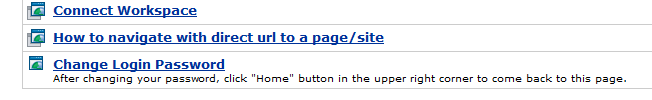 Connect Workspace
How to navigate with direct url to a page/site
Change Login Password
After changing your password, click "Home" button in the upper right corner to come back to this page.